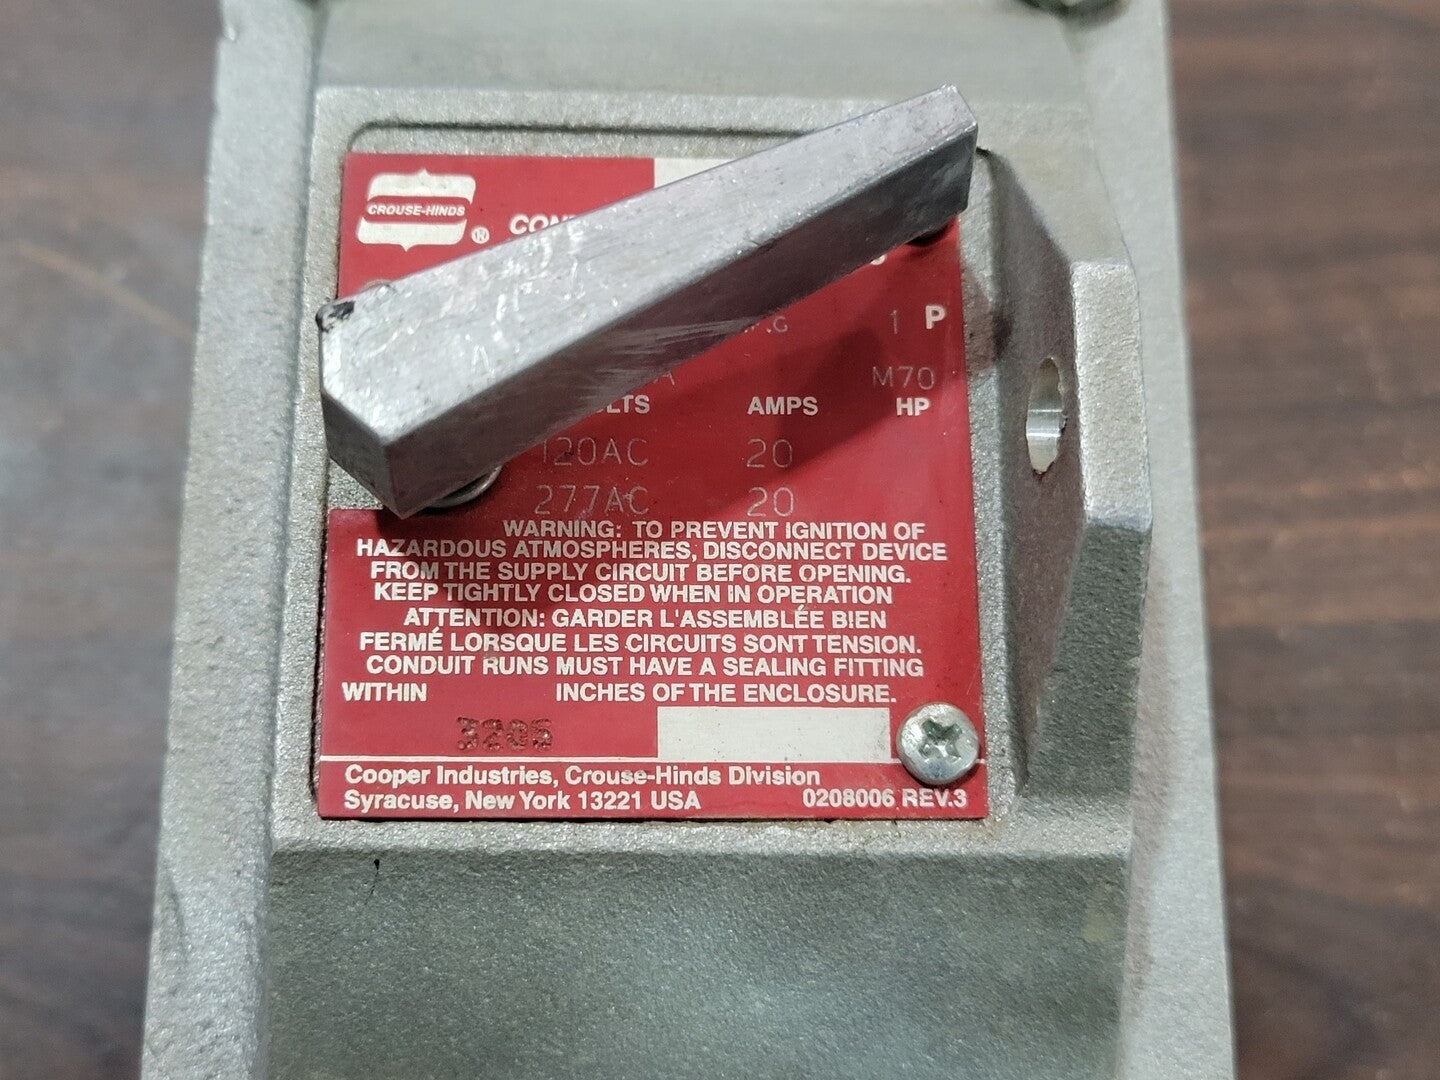 CROUSE-HINDS
®
1 P
M70
AMPS HP
120AC 20
277AC 20
WARNING: TO PREVENT IGNITION OF
HAZARDOUS ATMOSPHERES, DISCONNECT DEVICE
FROM THE SUPPLY CIRCUIT BEFORE OPENING.
KEEP TIGHTLY CLOSED WHEN IN OPERATION
ATTENTION: GARDER L'ASSEMBLÉE BIEN
FERMÉ LORSQUE LES CIRCUITS SONT TENSION.
CONDUIT RUNS MUST HAVE A SEALING FITTING
WITHIN INCHES OF THE ENCLOSURE.
3205
Cooper Industries, Crouse-Hinds Division
Syracuse, New York 13221 USA 0208006 REV.3